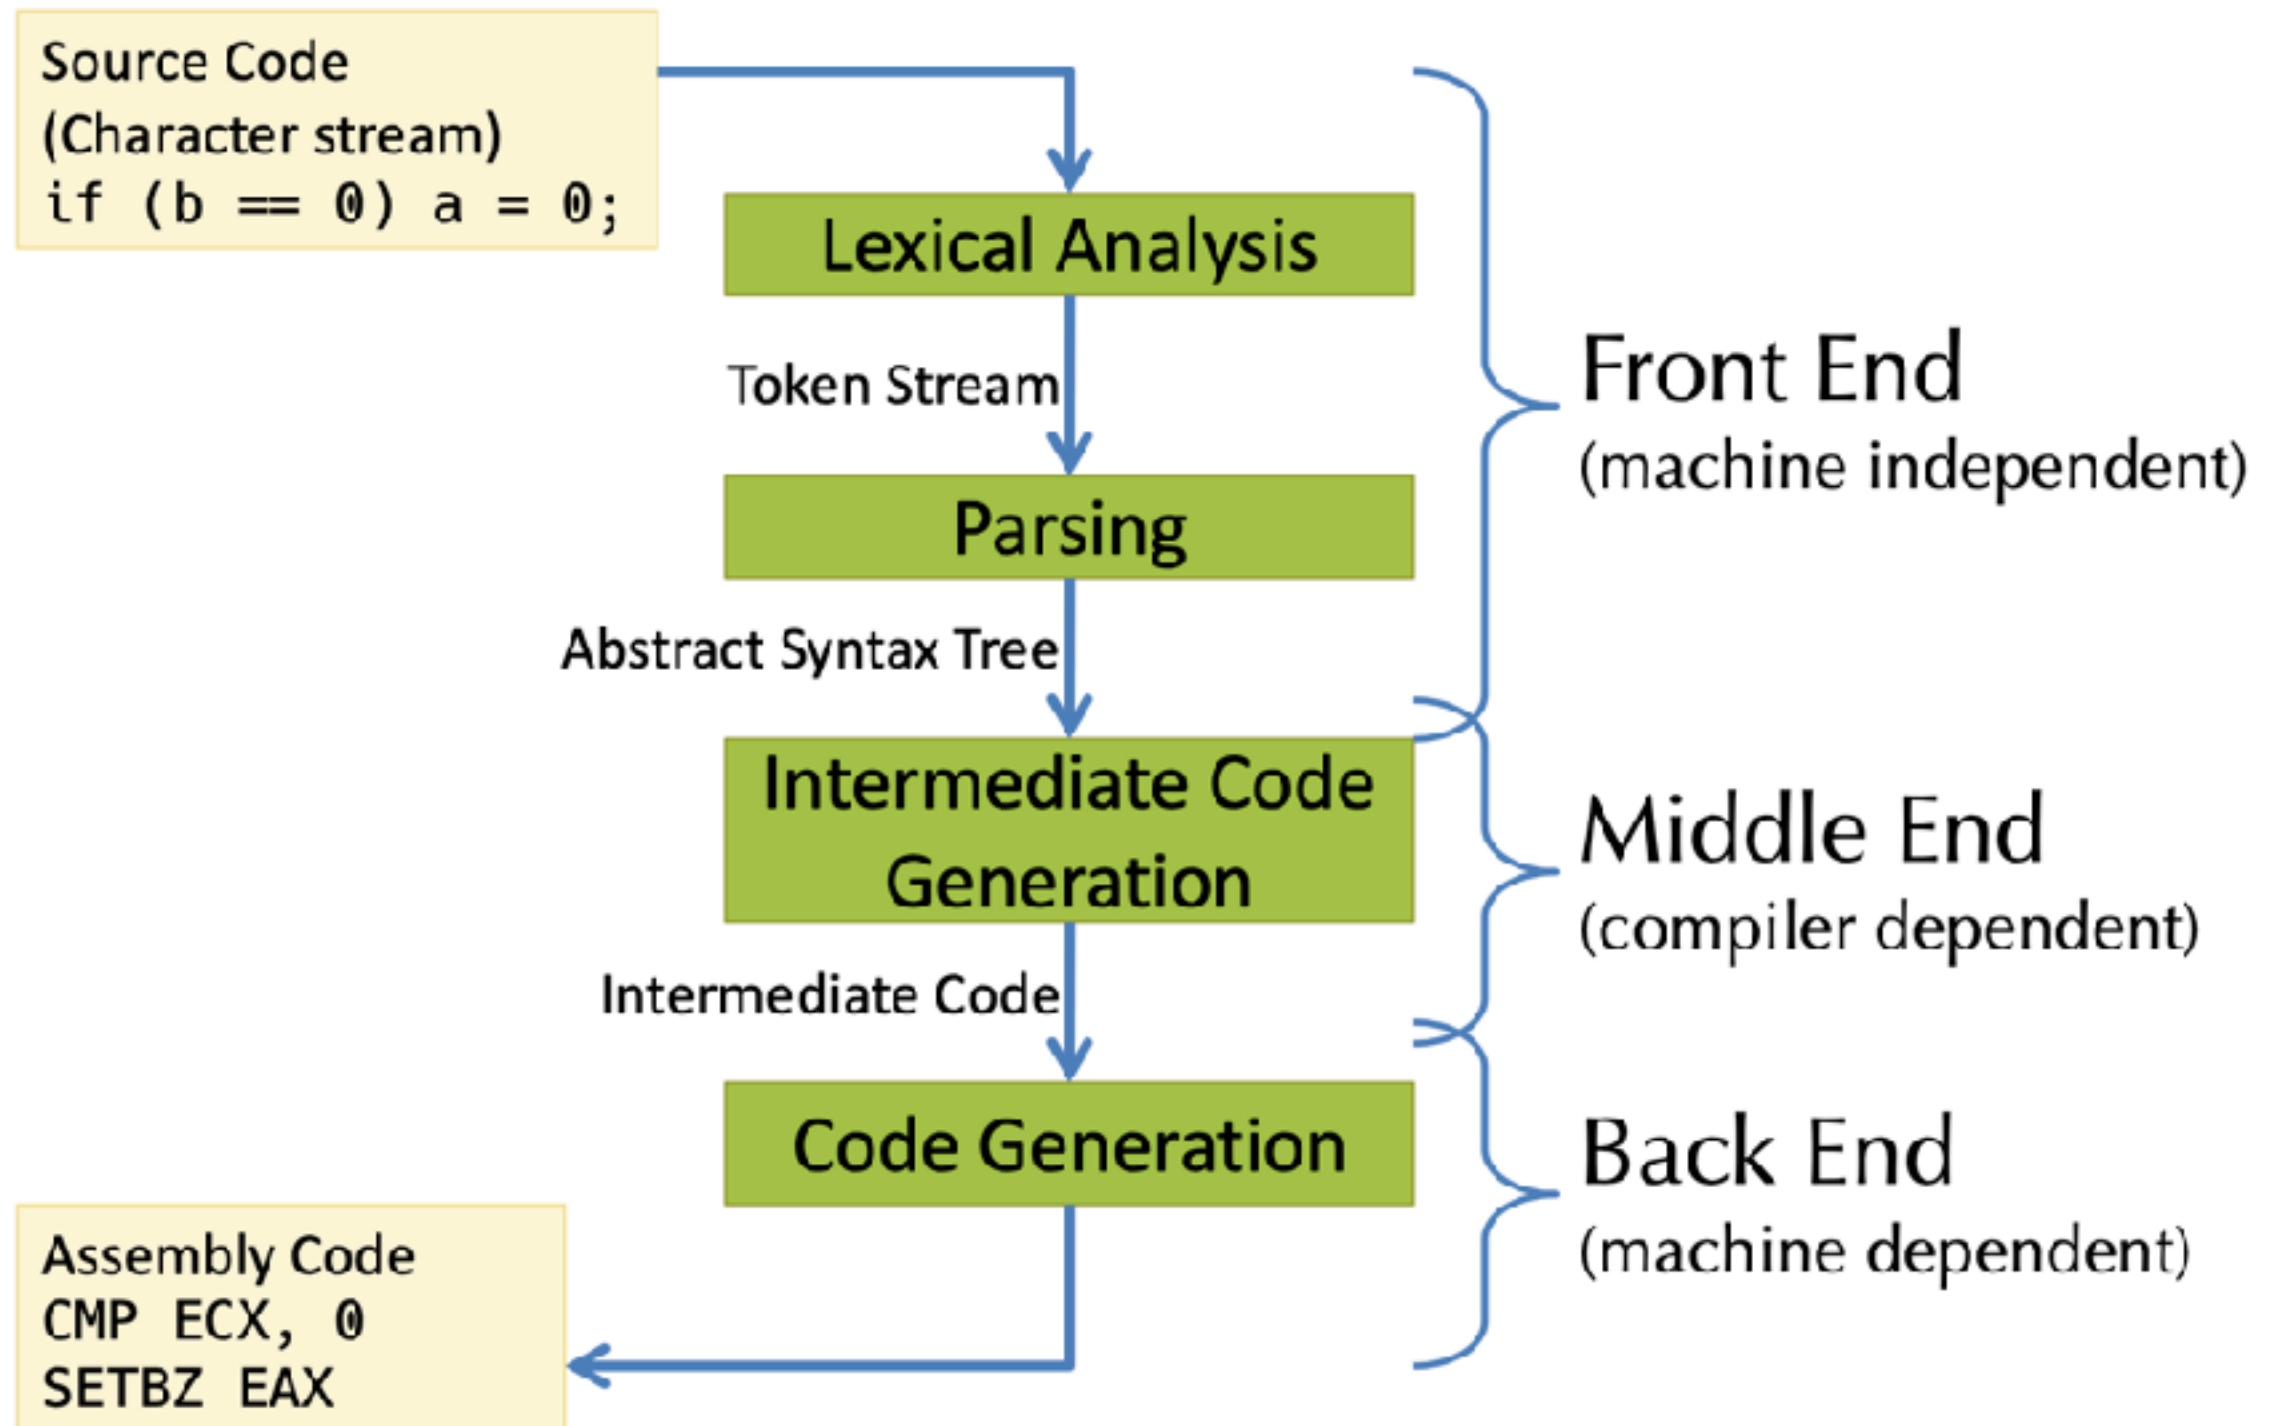 Source Code
(Character stream)
if (b == 0) a = 0;
Lexical Analysis
Token Stream
Parsing
Abstract Syntax Tree
Intermediate Code
Generation
Intermediate Code
Code Generation
Assembly Code
CMP ECX, 0
SETBZ EAX
Front End
(machine independent)
Middle End
(compiler dependent)
Back End
(machine dependent)